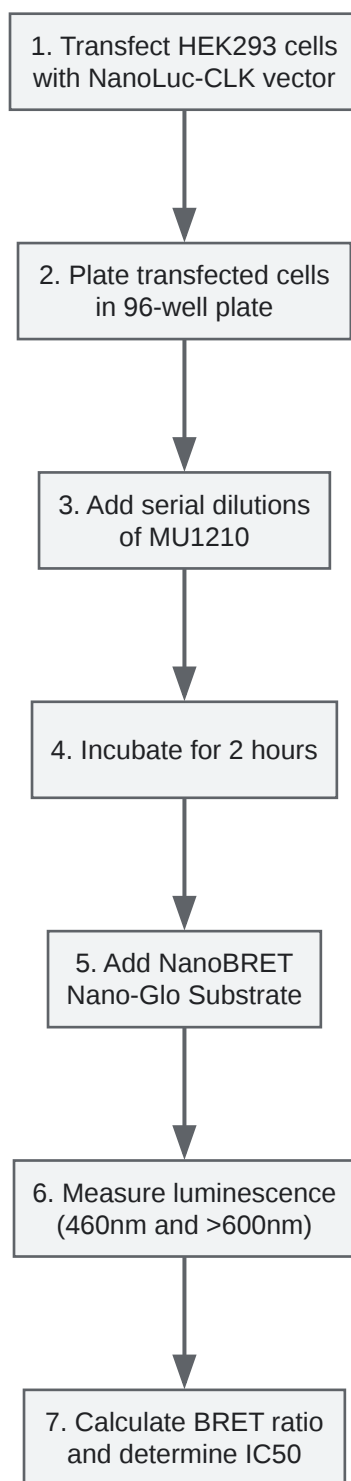 1. Transfect HEK293 cells
with NanoLuc-CLK vector
2. Plate transfected cells
in 96-well plate
3. Add serial dilutions
of MU1210
4. Incubate for 2 hours
5. Add NanoBRET
Nano-Glo Substrate
6. Measure luminescence
(460nm and >600nm)
7. Calculate BRET ratio
and determine IC50